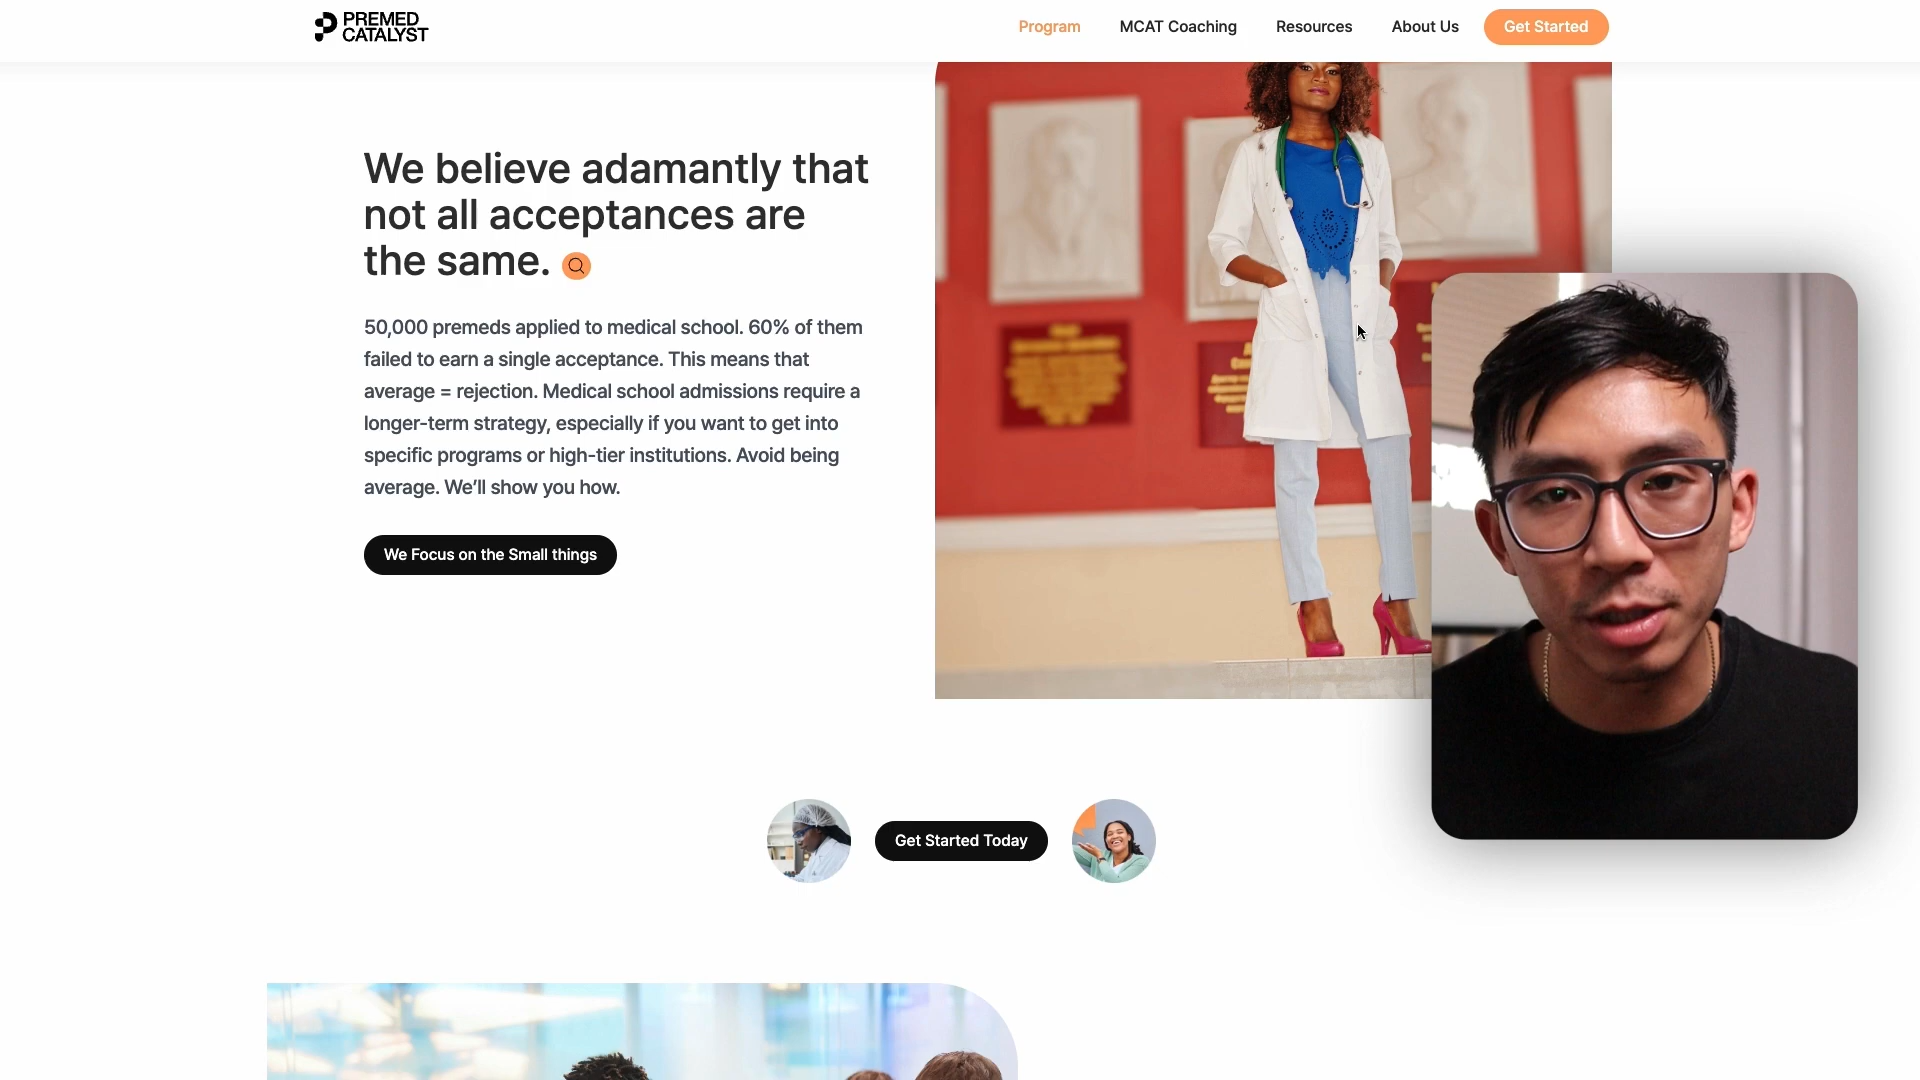 PREMED
CATALYST
Program
MCAT Coaching
Resources
About Us
Get Started
We believe adamantly that
not all acceptances are
the same.
50,000 premeds applied to medical school. 60% of them
failed to earn a single acceptance. This means that
average = rejection. Medical school admissions require a
longer-term strategy, especially if you want to get into
specific programs or high-tier institutions. Avoid being
average. We’ll show you how.
We Focus on the Small things
Get Started Today